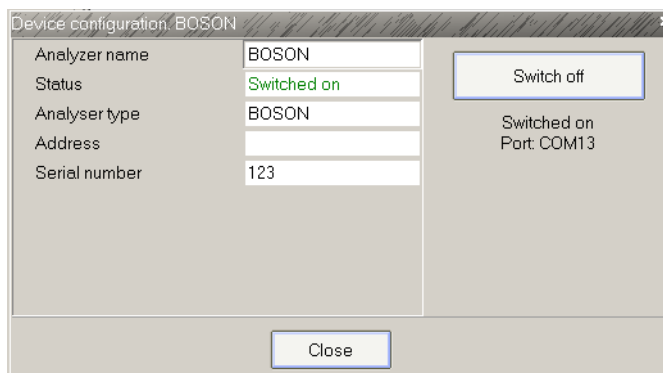 Device configuration: BOSON
Analyzer name BOSON
Status Switched on
Analyser type BOSON
Address
Serial number 123
Switch off
Switched on
Port: COM13
Close